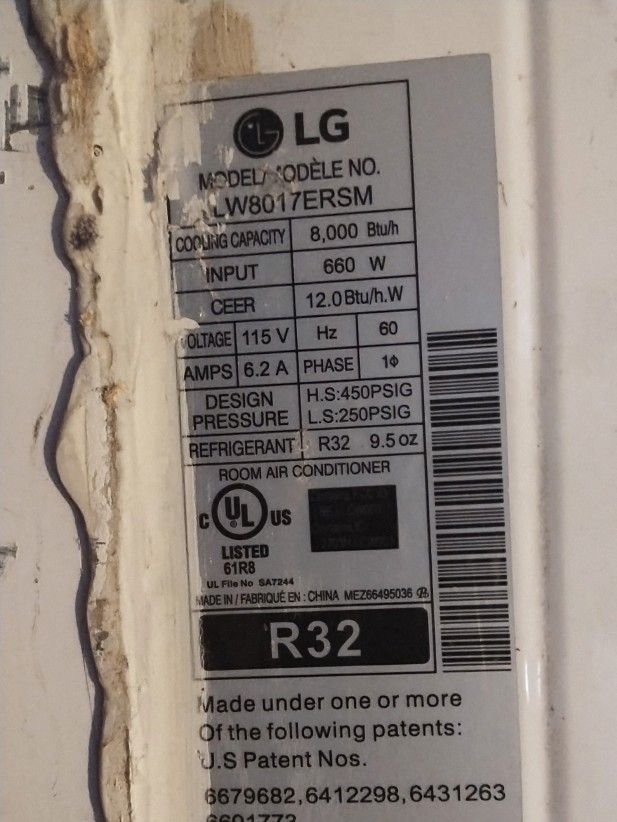 LG
MODEL/MODÈLE NO.
LW8017ERSM
COOLING CAPACITY 8,000 Btu/h
INPUT 660 W
CEER 12.0 Btu/h.W
VOLTAGE 115 V Hz 60
AMPS 6.2 A PHASE 1ϕ
DESIGN PRESSURE H.S:450PSIG
L.S:250PSIG
REFRIGERANT R32 9.5 oz
ROOM AIR CONDITIONER
C UL US
LISTED
61R8
UL File No SA7244
MADE IN / FABRIQUÉ EN : CHINA MEZ66495036
R32
Made under one or more
Of the following patents:
U.S Patent Nos.
6679682,6412298,6431263
6601773